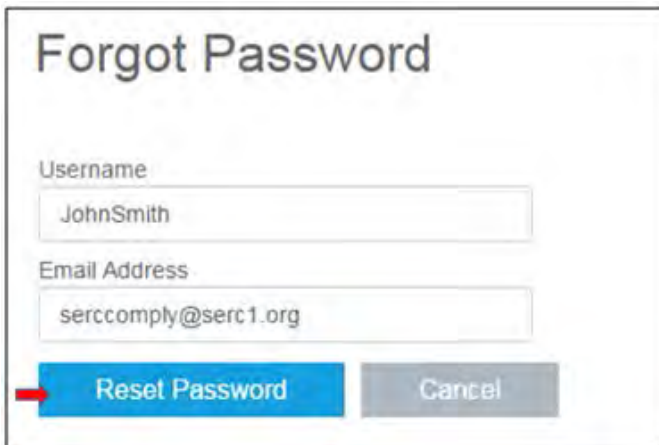 Forgot Password
Username
JohnSmith
Email Address
serccomply@serc1.org
Reset Password Cancel